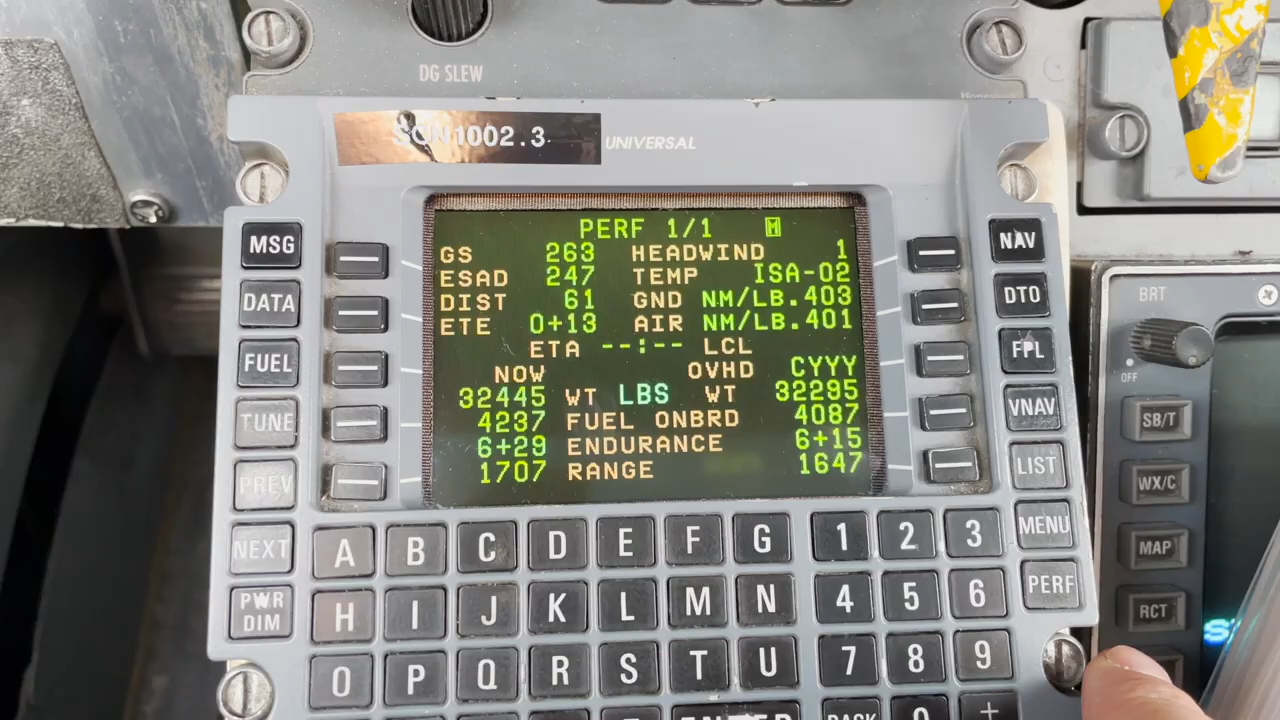 DG SLEW
SCN1002.3
UNIVERSAL
PERF 1/1 M
GS 263 HEADWIND 1
ESAD 247 TEMP ISA-02
DIST 61 GND NM/LB.403
ETE 0+13 AIR NM/LB.401
ETA --:-- LCL
NOW OVHD CYYY
32445 WT LBS WT 32295
4237 FUEL ONBRD 4087
6+29 ENDURANCE 6+15
1707 RANGE 1647
MSG
DATA
FUEL
TUNE
PREV
NEXT
PWR
DIM
NAV
DTO
FPL
VNAV
LIST
MENU
PERF
A B C D E F G 1 2 3
H I J K L M N 4 5 6
O P Q R S T U 7 8 9
ENTER BACK 0 +
BRT
OFF
SB/T
WX/C
MAP
RCT